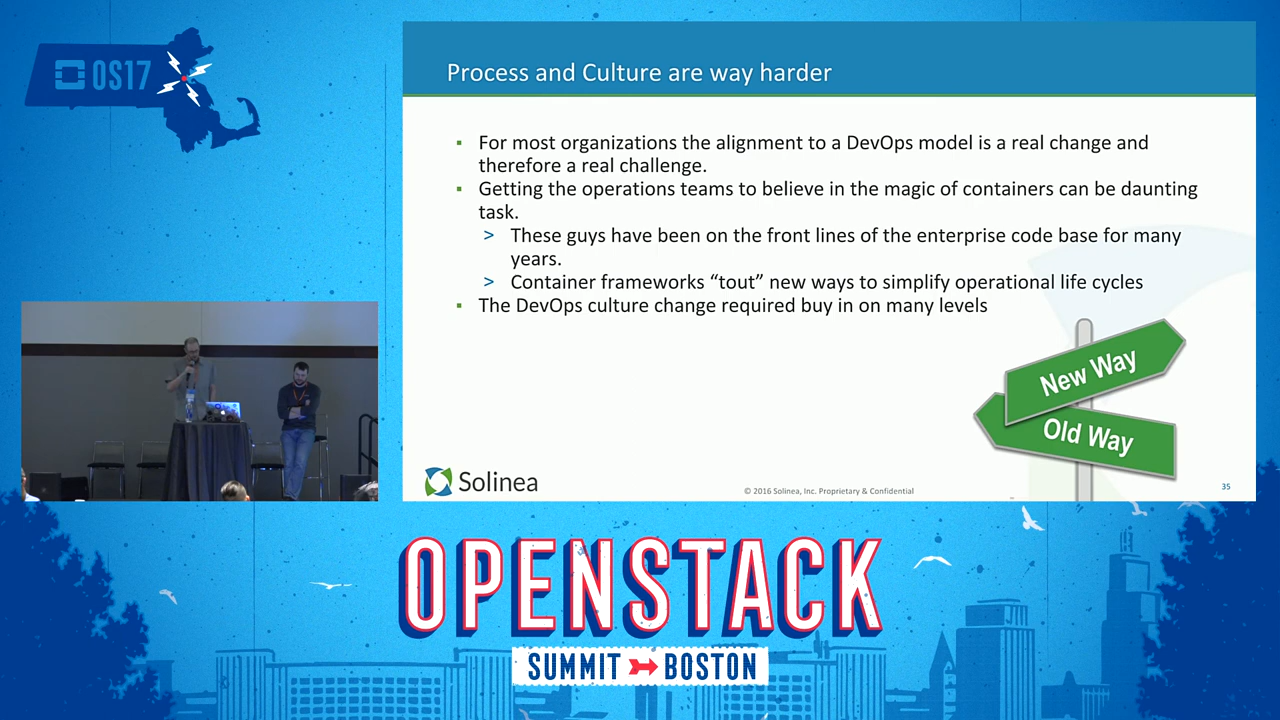 OS17
Process and Culture are way harder
▪ For most organizations the alignment to a DevOps model is a real change and
therefore a real challenge.
▪ Getting the operations teams to believe in the magic of containers can be daunting
task.
> These guys have been on the front lines of the enterprise code base for many
years.
> Container frameworks “tout” new ways to simplify operational life cycles
▪ The DevOps culture change required buy in on many levels
New Way
Old Way
Solinea
© 2016 Solinea, Inc. Proprietary & Confidential
35
OPENSTACK
SUMMIT BOSTON